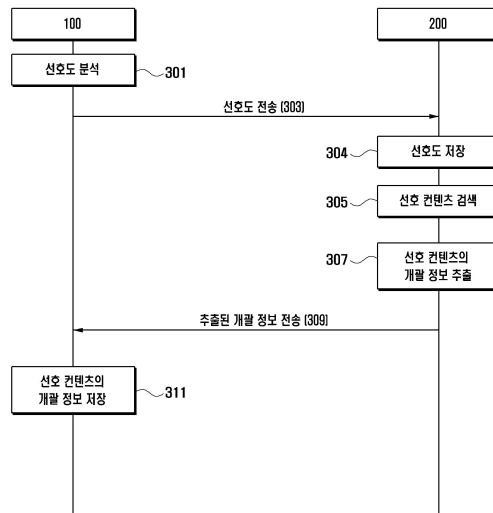 100
200
선호도 분석
301
선호도 전송 (303)
304
선호도 저장
305
선호 컨텐츠 검색
307
선호 컨텐츠의
개괄 정보 추출
추출된 개괄 정보 전송 (309)
선호 컨텐츠의
개괄 정보 저장
311